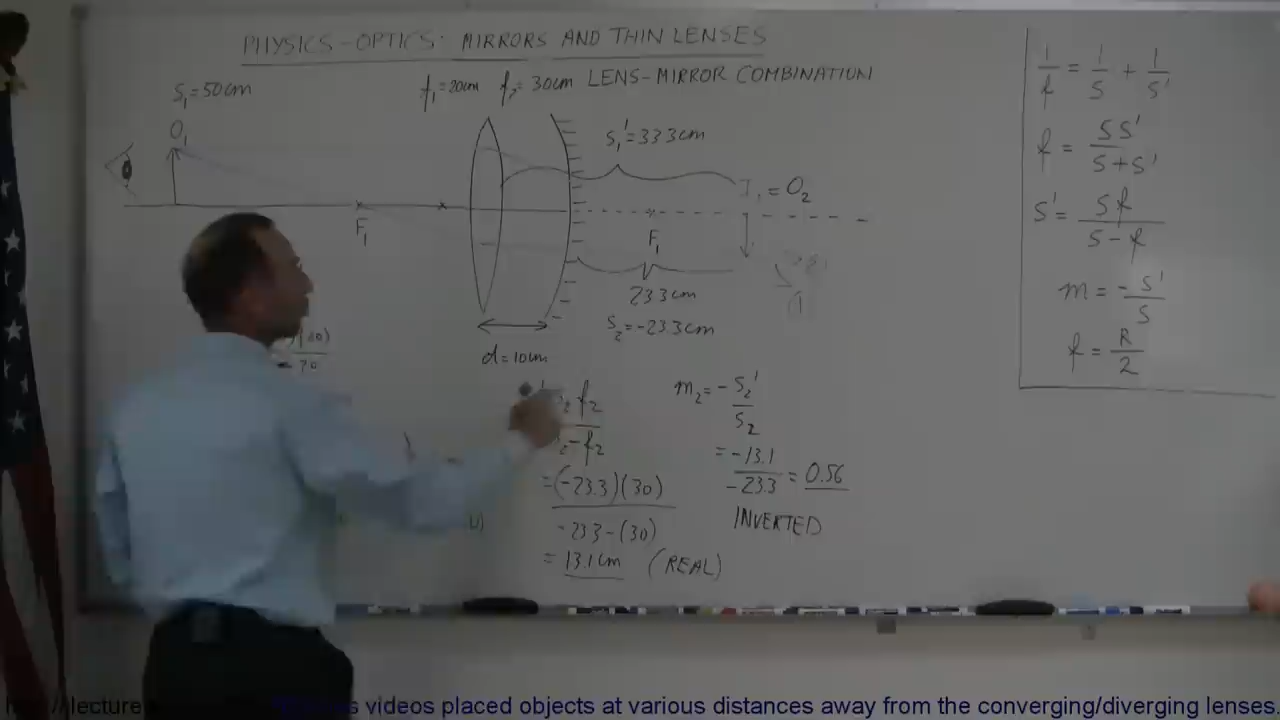 PHYSICS-OPTICS: MIRRORS AND THIN LENSES
S₁=50cm
f₁=20cm f₂=30cm LENS-MIRROR COMBINATION
O₁
S₁'=33.3cm
I₁ = O₂
F₁
F₁
23.3cm
S₂=-23.3cm
d=10cm
S₂ f₂
S₂-f₂
=(-23.3)(30)
-23.3-(30)
= 13.1cm (REAL)
m₂=-S₂'
S₂
= -13.1
-23.3 = 0.56
INVERTED
1/f = 1/S + 1/S'
f = SS'
S+S'
S' = Sf
S-f
m = -S'
S
f = R
2
videos placed objects at various distances away from the converging/diverging lenses.